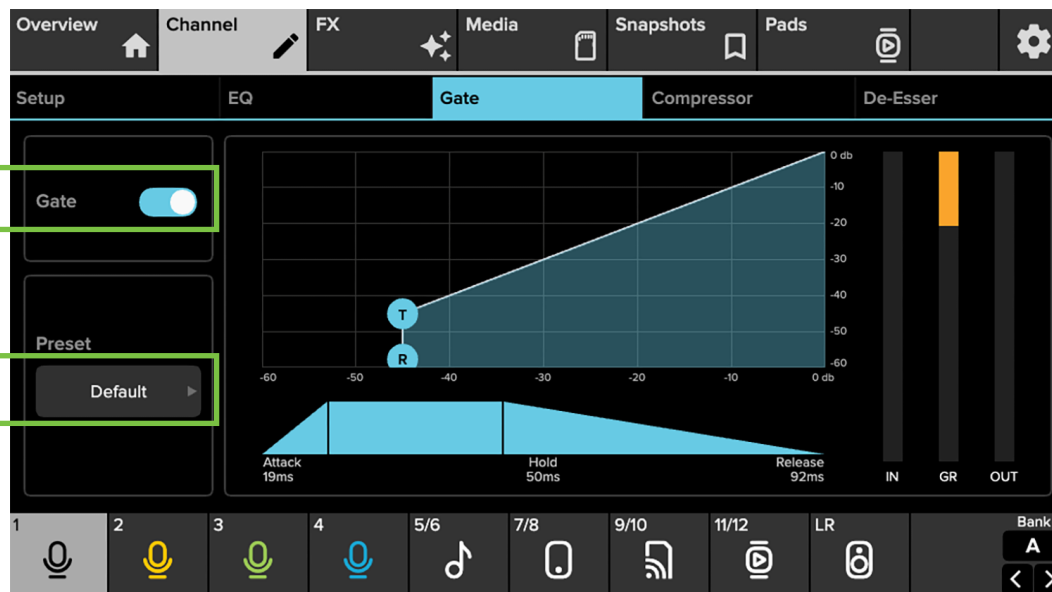 Overview
Channel
FX
Media
Snapshots
Pads
Setup
EQ
Gate
Compressor
De-Esser
Gate
Preset
Default
T
R
0 db
-10
-20
-30
-40
-50
-60
-60
-50
-40
-30
-20
-10
0 db
Attack
19ms
Hold
50ms
Release
92ms
IN
GR
OUT
1
2
3
4
5/6
7/8
9/10
11/12
LR
Bank
A